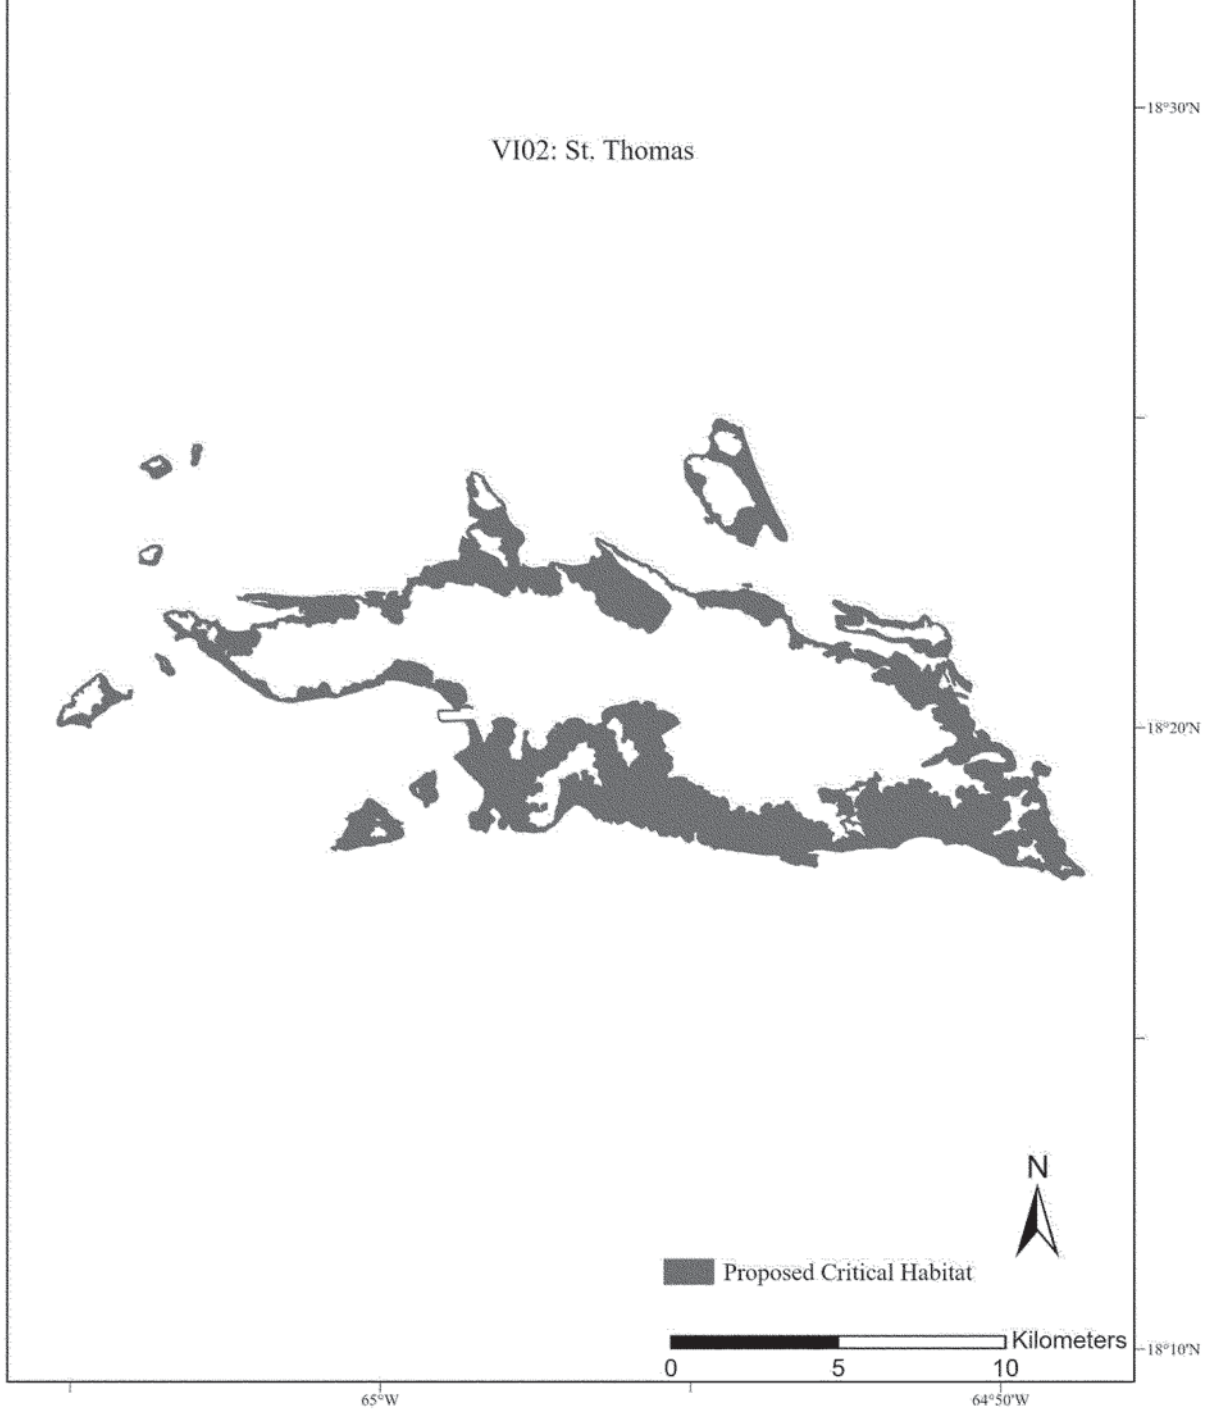 18°30'N
VI02: St. Thomas
18°20'N
N
Proposed Critical Habitat
Kilometers
0 5 10
18°10'N
65°W 64°50'W